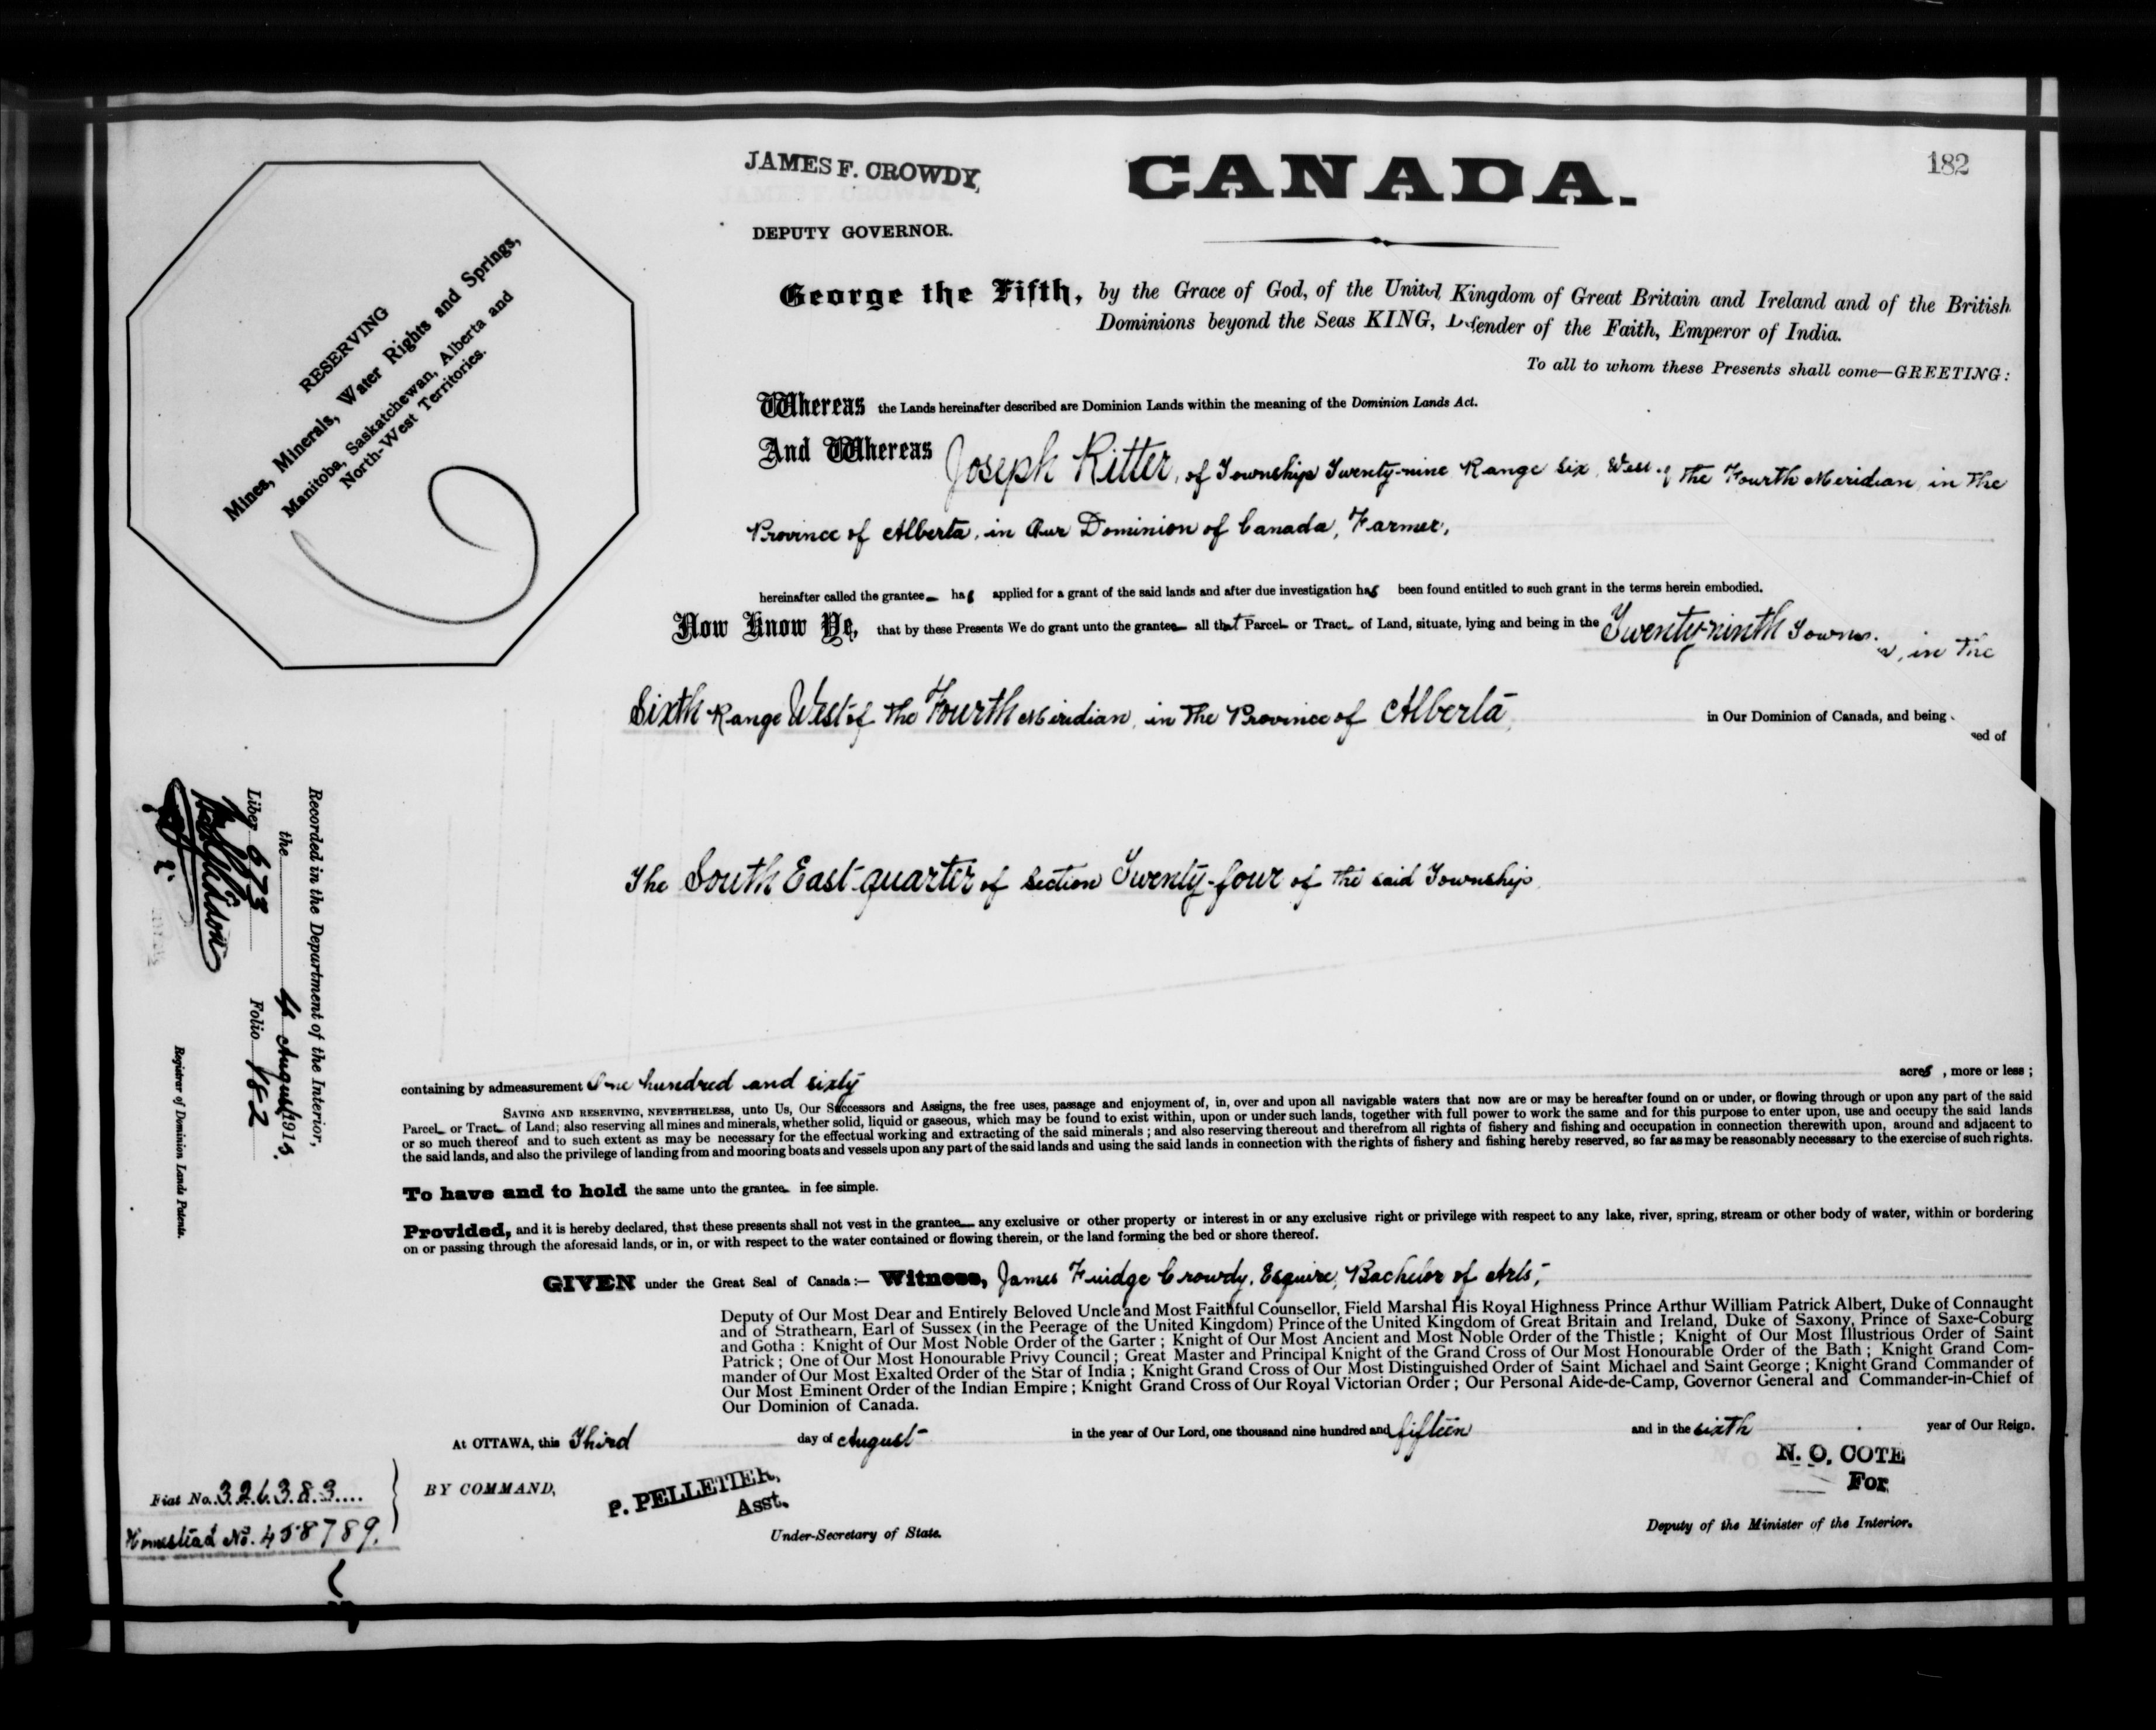 182
JAMES F. CROWDY,
DEPUTY GOVERNOR.
CANADA.
RESERVING
Mines, Minerals, Water Rights and Springs,
Manitoba, Saskatchewan, Alberta and
North-West Territories.
George the Fifth, by the Grace of God, of the United Kingdom of Great Britain and Ireland and of the British
Dominions beyond the Seas KING, Defender of the Faith, Emperor of India.
To all to whom these Presents shall come—GREETING:
Whereas the Lands hereinafter described are Dominion Lands within the meaning of the Dominion Lands Act.
And Whereas Joseph Ritter, of Township Twenty-nine Range Six West of the Fourth Meridian, in the
Province of Alberta, in Our Dominion of Canada, Farmer,
hereinafter called the grantee has applied for a grant of the said lands and after due investigation has been found entitled to such grant in the terms herein embodied.
Now Know Ye, that by these Presents We do grant unto the grantee all that Parcel or Tract of Land, situate, lying and being in the Twenty-ninth Towns, in the
Sixth Range West of the Fourth Meridian, in the Province of Alberta, in Our Dominion of Canada, and being
sed of
The South East quarter of Section Twenty-four of the said Township,
containing by admeasurement One hundred and sixty acres, more or less;
SAVING AND RESERVING, NEVERTHELESS, unto Us, Our Successors and Assigns, the free uses, passage and enjoyment of, in, over and upon all navigable waters that now are or may be hereafter found on or under, or flowing through or upon any part of the said
Parcel or Tract of Land; also reserving all mines and minerals, whether solid, liquid or gaseous, which may be found to exist within, upon or under such lands, together with full power to work the same and for this purpose to enter upon, use and occupy the said lands
or so much thereof and to such extent as may be necessary for the effectual working and extracting of the said minerals; and also reserving thereout and therefrom all rights of fishery and fishing and occupation in connection therewith upon, around and adjacent to
the said lands, and also the privilege of landing from and mooring boats and vessels upon any part of the said lands and using the said lands in connection with the rights of fishery and fishing hereby reserved, so far as may be reasonably necessary to the exercise of such rights.
To have and to hold the same unto the grantee in fee simple.
Provided, and it is hereby declared, that these presents shall not vest in the grantee any exclusive or other property or interest in or any exclusive right or privilege with respect to any lake, river, spring, stream or other body of water, within or bordering
on or passing through the aforesaid lands, or in, or with respect to the water contained or flowing therein, or the land forming the bed or shore thereof.
GIVEN under the Great Seal of Canada:— Witness, James Fuidge Crowdy, Esquire, Bachelor of Arts,
Deputy of Our Most Dear and Entirely Beloved Uncle and Most Faithful Counsellor, Field Marshal His Royal Highness Prince Arthur William Patrick Albert, Duke of Connaught
and of Strathearn, Earl of Sussex (in the Peerage of the United Kingdom) Prince of the United Kingdom of Great Britain and Ireland, Duke of Saxony, Prince of Saxe-Coburg
and Gotha: Knight of Our Most Noble Order of the Garter; Knight of Our Most Ancient and Most Noble Order of the Thistle; Knight of Our Most Illustrious Order of Saint
Patrick; One of Our Most Honourable Privy Council; Great Master and Principal Knight of the Grand Cross of Our Most Honourable Order of the Bath; Knight Grand Com-
mander of Our Most Exalted Order of the Star of India; Knight Grand Cross of Our Most Distinguished Order of Saint Michael and Saint George; Knight Grand Commander of
Our Most Eminent Order of the Indian Empire; Knight Grand Cross of Our Royal Victorian Order; Our Personal Aide-de-Camp, Governor General and Commander-in-Chief of
Our Dominion of Canada.
At OTTAWA, this Third day of August in the year of Our Lord, one thousand nine hundred and fifteen and in the sixth year of Our Reign.
BY COMMAND,
P. PELLETIER,
Asst.
Under-Secretary of State.
N. O. COTE
For
Deputy of the Minister of the Interior.
Fiat No. 326383
Homestead No. 458789.
Recorded in the Department of the Interior,
the 4 August 1915.
Liber 673 Folio 182
Registrar of Dominion Lands Patents.